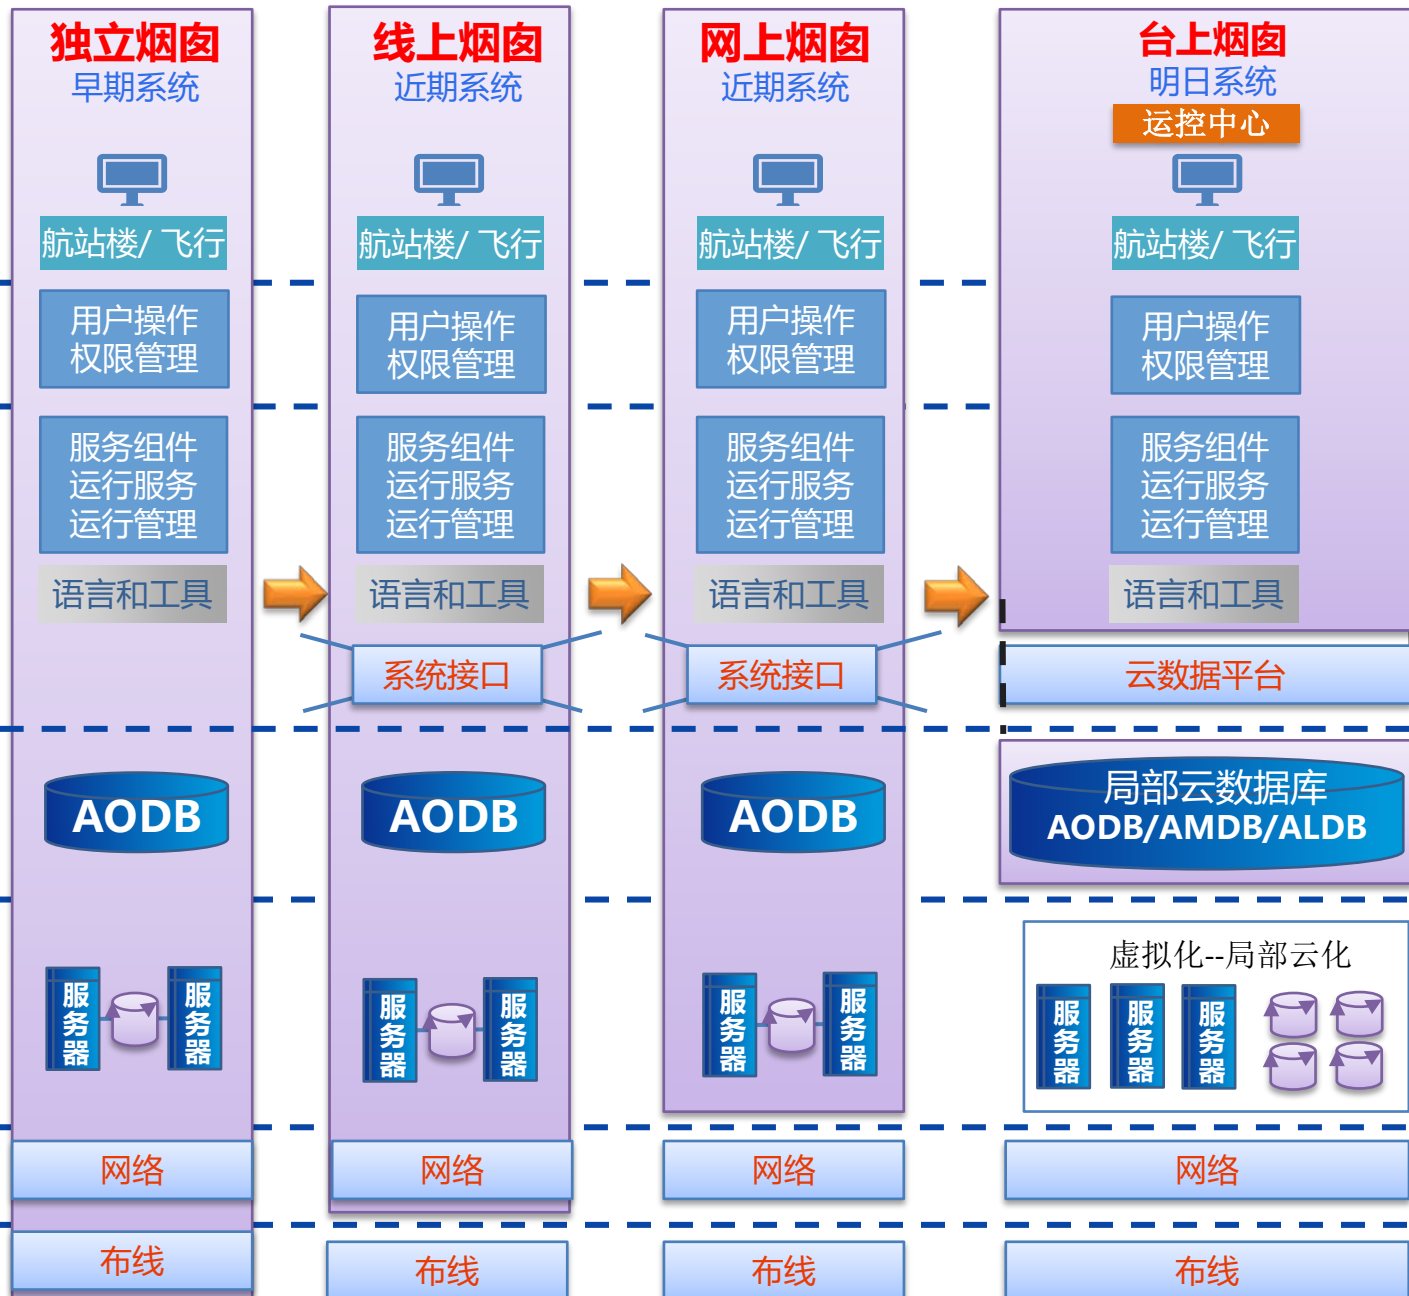 独立烟囱
早期系统
航站楼/ 飞行
用户操作
权限管理
服务组件
运行服务
运行管理
语言和工具
AODB
服务器
服务器
网络
布线
线上烟囱
近期系统
航站楼/ 飞行
用户操作
权限管理
服务组件
运行服务
运行管理
语言和工具
系统接口
AODB
服务器
服务器
网络
布线
网上烟囱
近期系统
航站楼/ 飞行
用户操作
权限管理
服务组件
运行服务
运行管理
语言和工具
系统接口
AODB
服务器
服务器
网络
布线
台上烟囱
明日系统
运控中心
航站楼/ 飞行
用户操作
权限管理
服务组件
运行服务
运行管理
语言和工具
云数据平台
局部云数据库
AODB/AMDB/ALDB
虚拟化--局部云化
服务器
服务器
服务器
网络
布线